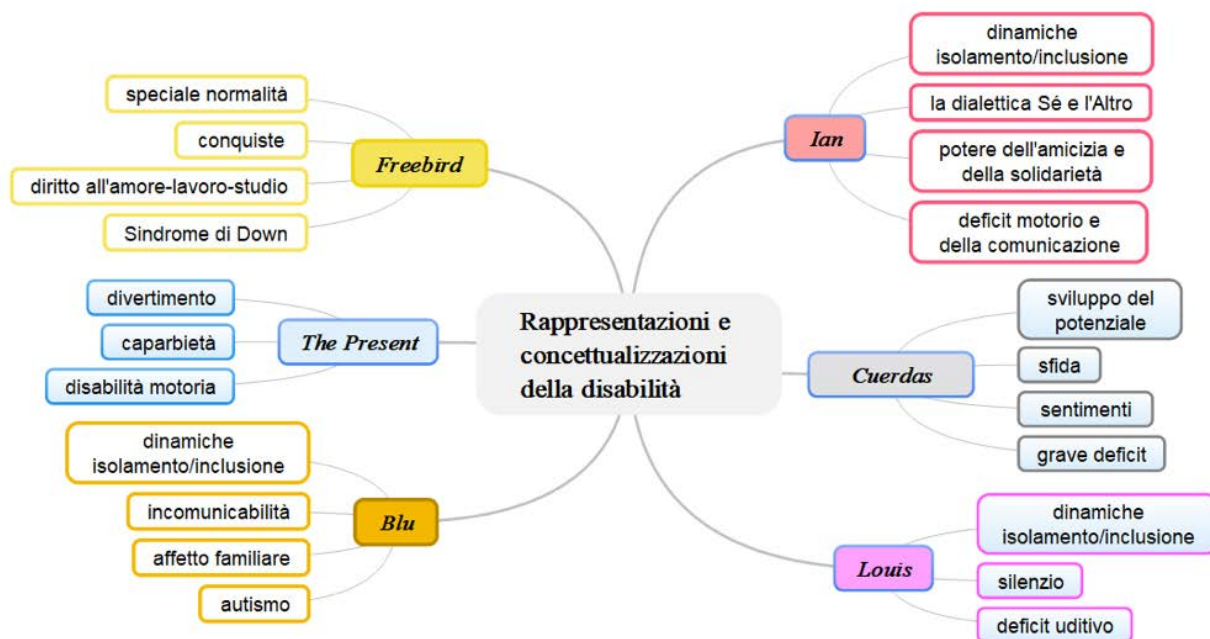 Rappresentazioni e
concettualizzazioni
della disabilità
Freebird
speciale normalità
conquiste
diritto all'amore-lavoro-studio
Sindrome di Down
The Present
divertimento
caparbietà
disabilità motoria
Blu
dinamiche
isolamento/inclusione
incomunicabilità
affetto familiare
autismo
Ian
dinamiche
isolamento/inclusione
la dialettica Sé e l'Altro
potere dell'amicizia e
della solidarietà
deficit motorio e
della comunicazione
Cuerdas
sviluppo del
potenziale
sfida
sentimenti
grave deficit
Louis
dinamiche
isolamento/inclusione
silenzio
deficit uditivo